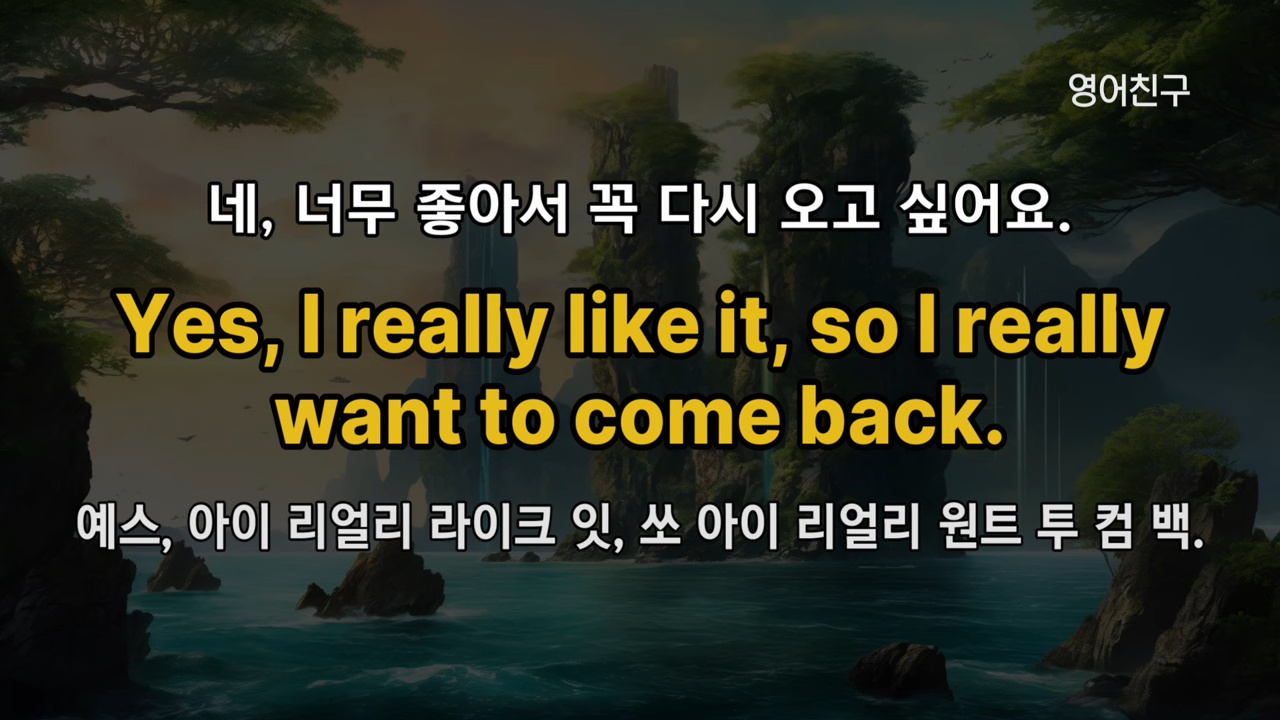 영어친구
네, 너무 좋아서 꼭 다시 오고 싶어요.
Yes, I really like it, so I really
want to come back.
예스, 아이 리얼리 라이크 잇, 쏘 아이 리얼리 원트 투 컴 백.